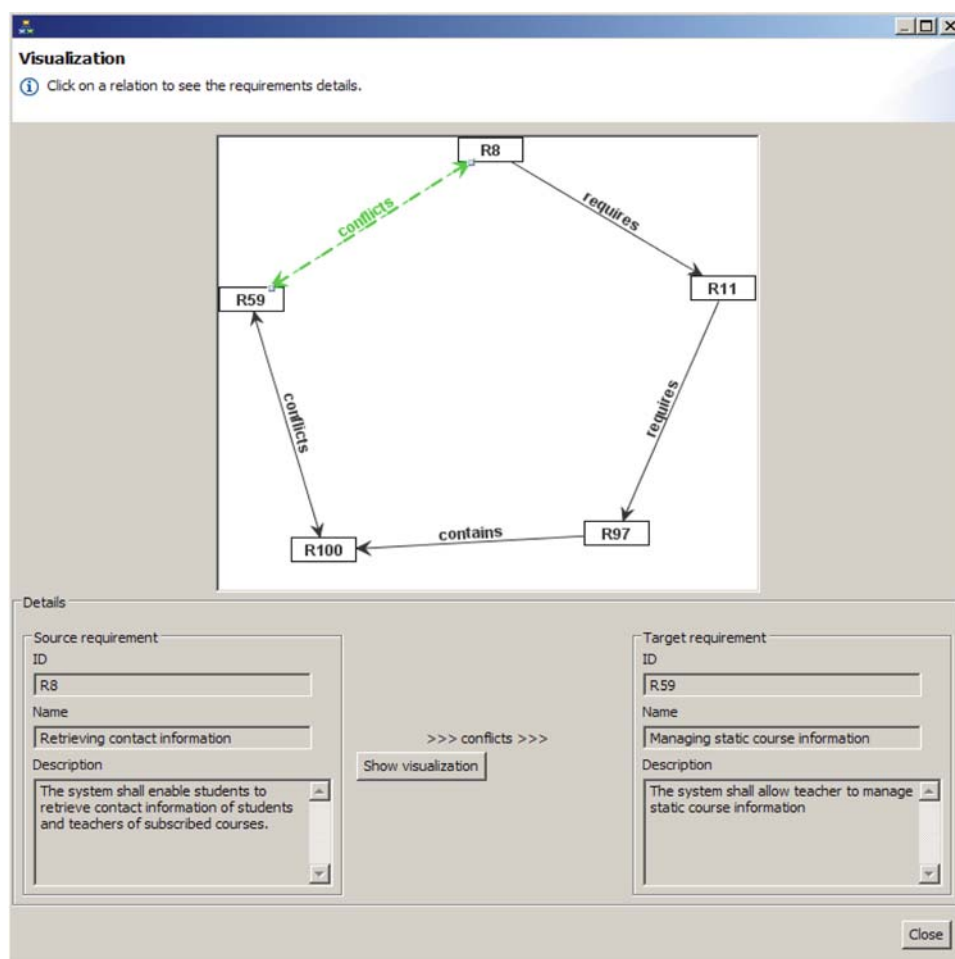 Visualization
Click on a relation to see the requirements details.
R8
conflicts
requires
R59
R11
conflicts
requires
R100
contains
R97
Details
Source requirement
ID
R8
Name
Retrieving contact information
Description
The system shall enable students to
retrieve contact information of students
and teachers of subscribed courses.
>>> conflicts >>>
Show visualization
Target requirement
ID
R59
Name
Managing static course information
Description
The system shall allow teacher to manage
static course information
Close